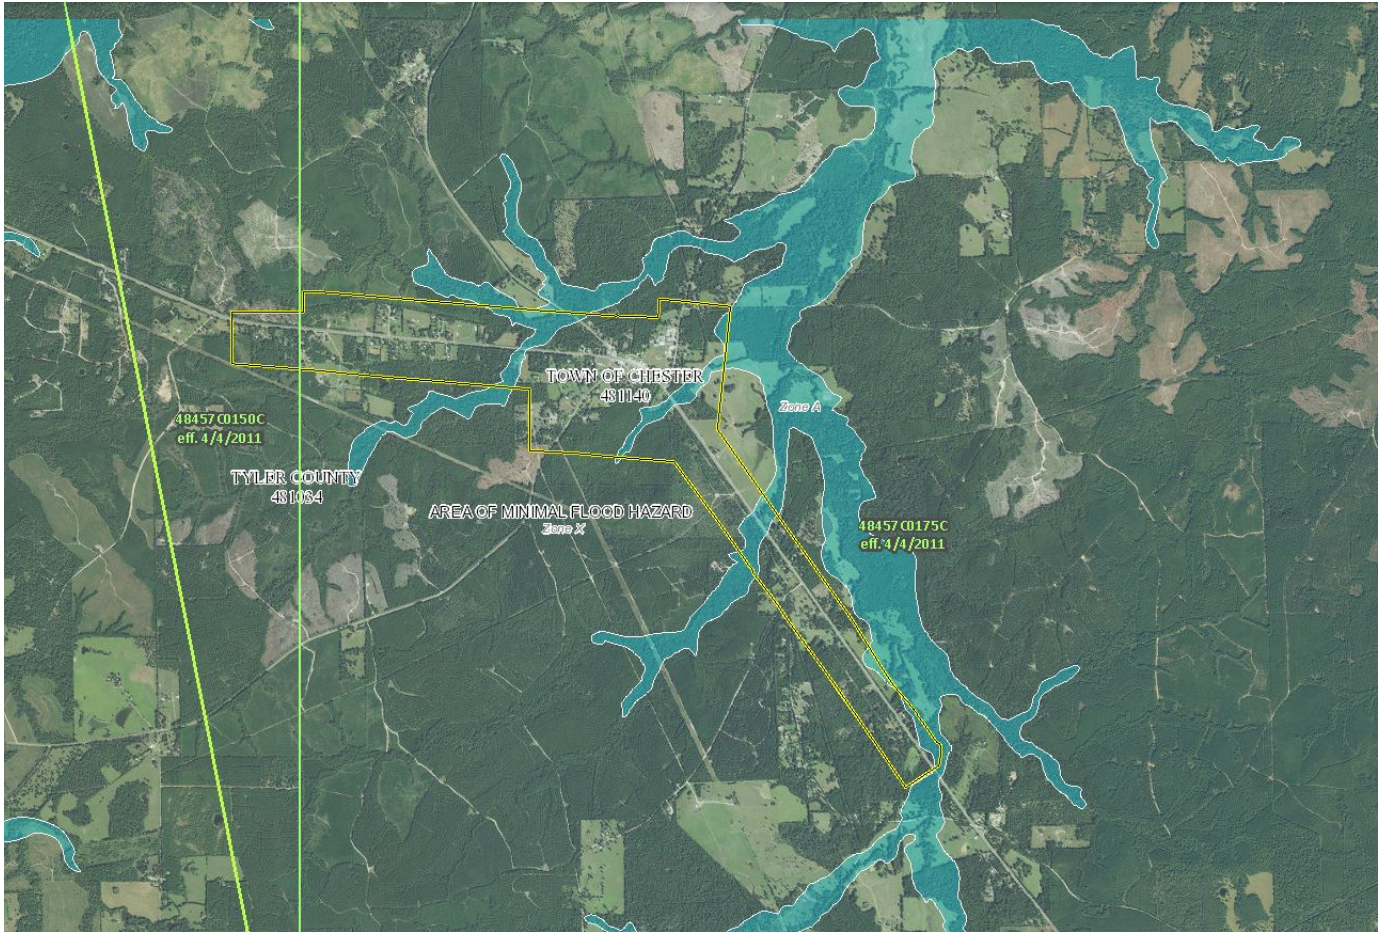 TOWN OF CHESTER
481140
Zone A
48457C0150C
eff. 4/4/2011
TYLER COUNTY
481034
AREA OF MINIMAL FLOOD HAZARD
Zone X
48457C0175C
eff. 4/4/2011